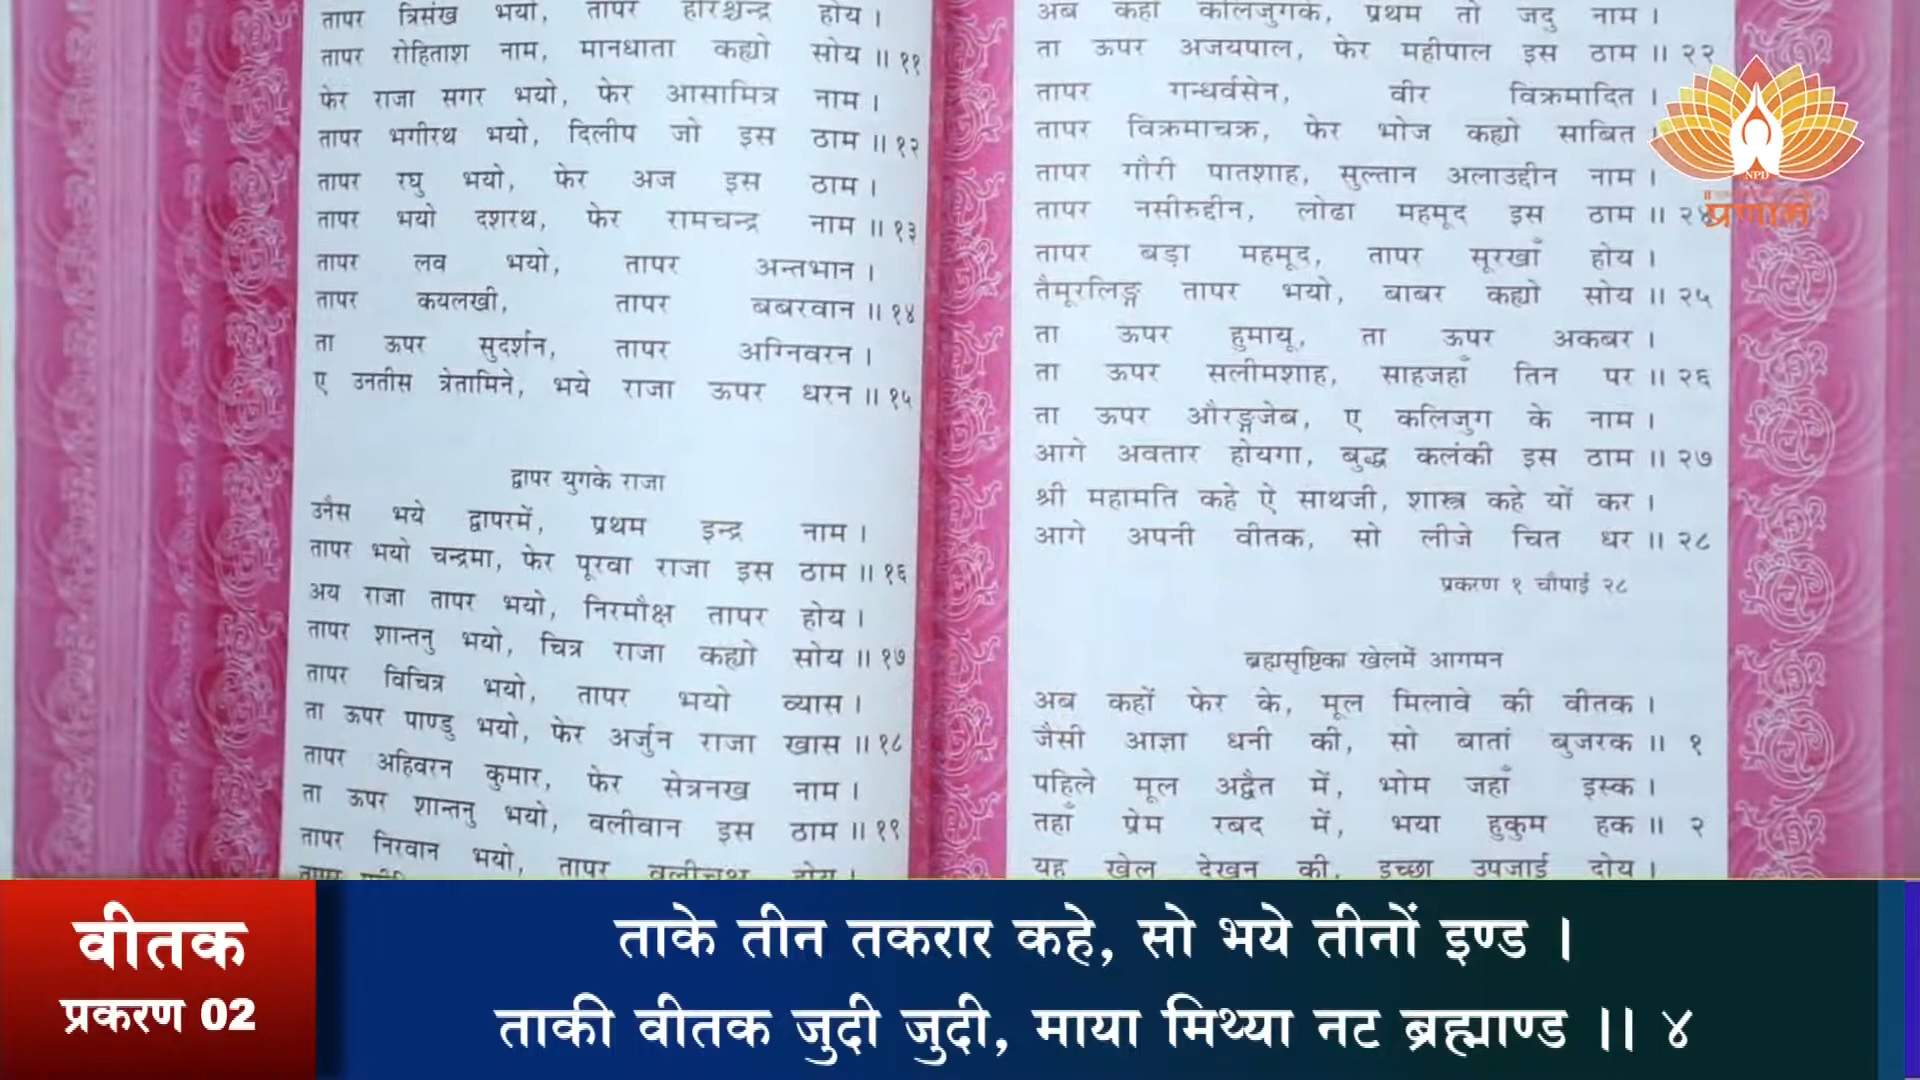 तापर त्रिसंख भयो, तापर हरिश्चन्द्र होय ।
तापर रोहिताश नाम, मानधाता कह्यो सोय ॥ ११
फेर राजा सगर भयो, फेर आसामित्र नाम ।
तापर भगीरथ भयो, दिलीप जो इस ठाम ॥ १२
तापर रघु भयो, फेर अज इस ठाम ।
तापर भयो दशरथ, फेर रामचन्द्र नाम ॥ १३
तापर लव भयो, तापर अन्तभान ।
तापर कयलखी, तापर बबरवान ॥ १४
ता ऊपर सुदर्शन, तापर अग्निवरन ।
ए उनतीस त्रेतामिने, भये राजा ऊपर धरन ॥ १५
द्वापर युगके राजा
उनैस भये द्वापरमें, प्रथम इन्द्र नाम ।
तापर भयो चन्द्रमा, फेर पूरवा राजा इस ठाम ॥ १६
अय राजा तापर भयो, निरमौक्ष तापर होय ।
तापर शान्तनु भयो, चित्र राजा कह्यो सोय ॥ १७
तापर विचित्र भयो, तापर भयो व्यास ।
ता ऊपर पाण्डु भयो, फेर अर्जुन राजा खास ॥ १८
तापर अहिवरन कुमार, फेर सेत्रनख नाम ।
ता ऊपर शान्तनु भयो, वलीवान इस ठाम ॥ १९
तापर निरवान भयो, तापर वलीचथ होय ।
अब कहों कलिजुगके, प्रथम तो जदु नाम ।
ता ऊपर अजयपाल, फेर महीपाल इस ठाम ॥ २२
तापर गन्धर्वसेन, वीर विक्रमादित ।
तापर विक्रमाचक्र, फेर भोज कह्यो साबित
तापर गौरी पातशाह, सुल्तान अलाउद्दीन नाम ।
तापर नसीरुद्दीन, लोढा महमूद इस ठाम ॥ २४
तापर बड़ा महमूद, तापर सूरखाँ होय ।
तैमूरलिङ्ग तापर भयो, बाबर कह्यो सोय ॥ २५
ता ऊपर हुमायू, ता ऊपर अकबर ।
ता ऊपर सलीमशाह, साहजहाँ तिन पर ॥ २६
ता ऊपर औरङ्गजेब, ए कलिजुग के नाम ।
आगे अवतार होयगा, बुद्ध कलंकी इस ठाम ॥ २७
श्री महामति कहे ऐ साथजी, शास्त्र कहे यों कर ।
आगे अपनी वीतक, सो लीजे चित धर ॥ २८
प्रकरण १ चौपाई २८
ब्रह्मसृष्टिका खेलमें आगमन
अब कहों फेर के, मूल मिलावे की वीतक ।
जैसी आज्ञा धनी की, सो बातां बुजरक ॥ १
पहिले मूल अद्वैत में, भोम जहाँ इस्क ।
तहाँ प्रेम रबद में, भया हुकुम हक ॥ २
यह खेल देखन की, इच्छा उपजाई दोय ।
NPD
प्रणाम
वीतक
प्रकरण 02
ताके तीन तकरार कहे, सो भये तीनों इण्ड ।
ताकी वीतक जुदी जुदी, माया मिथ्या नट ब्रह्माण्ड ।। ४